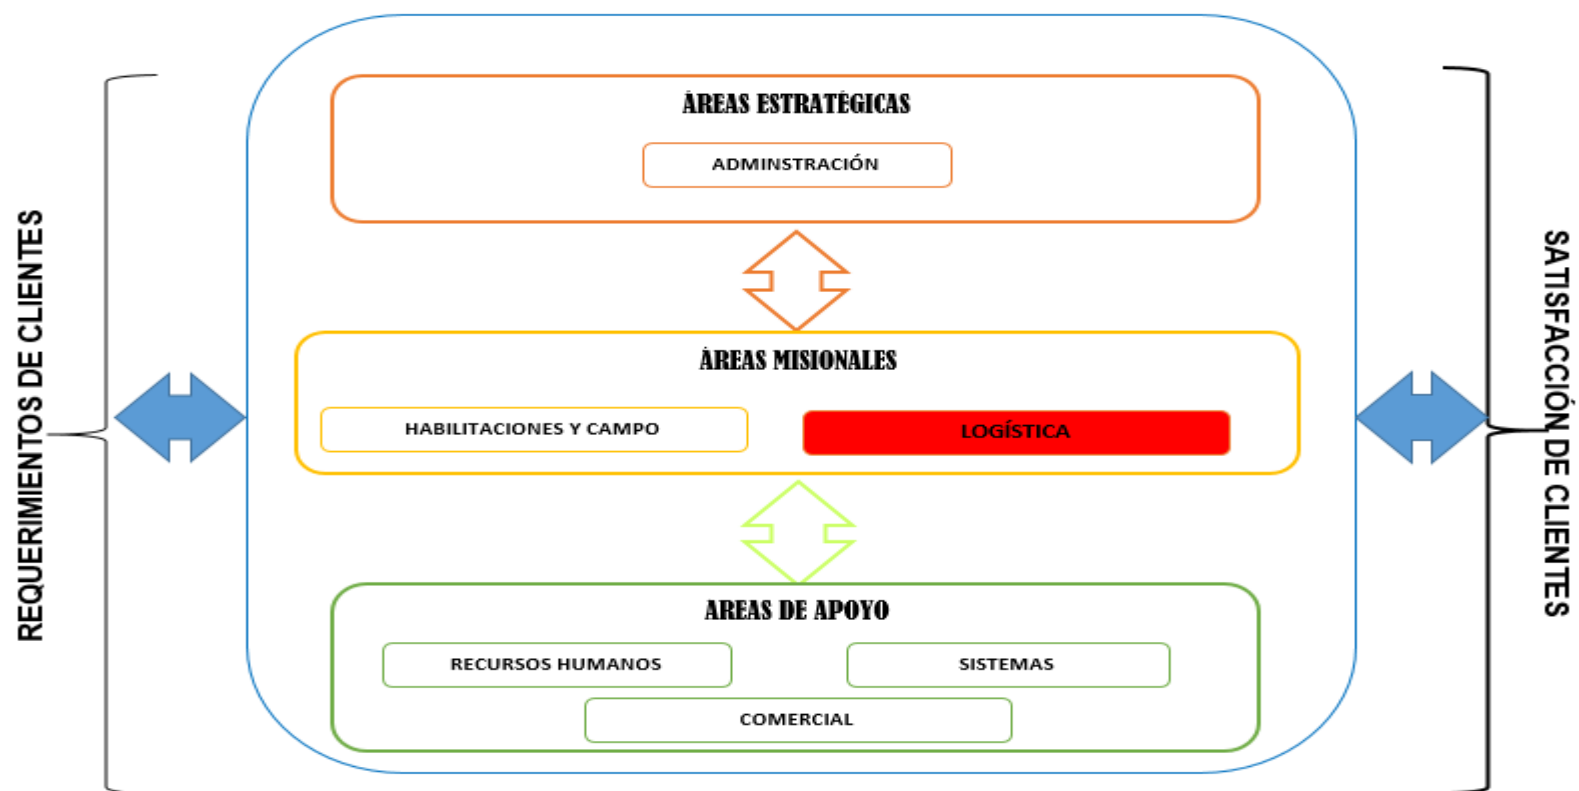 REQUERIMIENTOS DE CLIENTES
ÁREAS ESTRATÉGICAS
ADMINSTRACIÓN
ÁREAS MISIONALES
HABILITACIONES Y CAMPO
LOGÍSTICA
AREAS DE APOYO
RECURSOS HUMANOS
SISTEMAS
COMERCIAL
SATISFACCIÓN DE CLIENTES